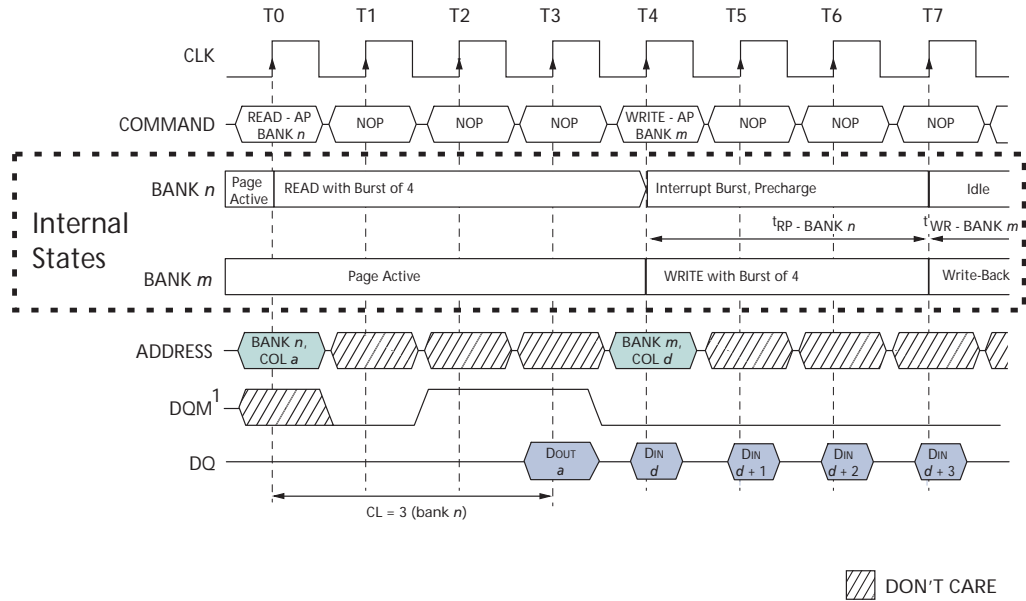 T0 T1 T2 T3 T4 T5 T6 T7
CLK
COMMAND READ - AP BANK n NOP NOP NOP WRITE - AP BANK m NOP NOP NOP
Internal States
BANK n Page Active READ with Burst of 4 Interrupt Burst, Precharge Idle
tRP - BANK n tWR - BANK m
BANK m Page Active WRITE with Burst of 4 Write-Back
ADDRESS BANK n, COL a BANK m, COL d
DQM1
DQ DOUT a DIN d DIN d + 1 DIN d + 2 DIN d + 3
CL = 3 (bank n)
DON'T CARE